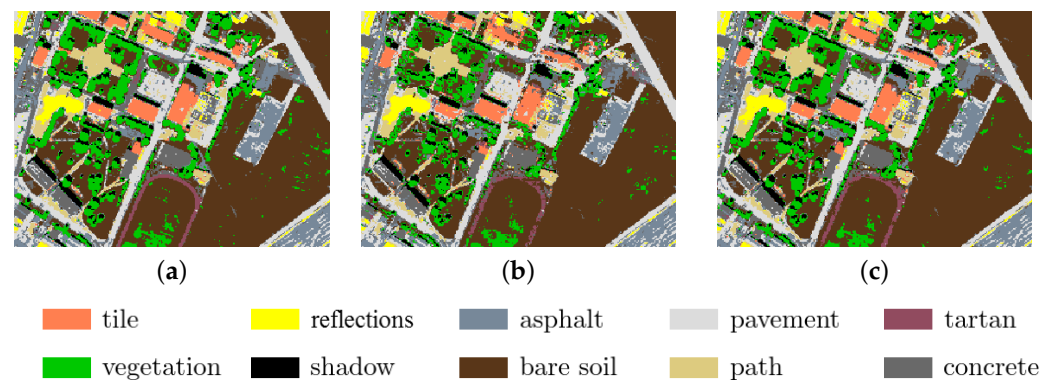 (a) (b) (c)
tile reflections asphalt pavement tartan
vegetation shadow bare soil path concrete